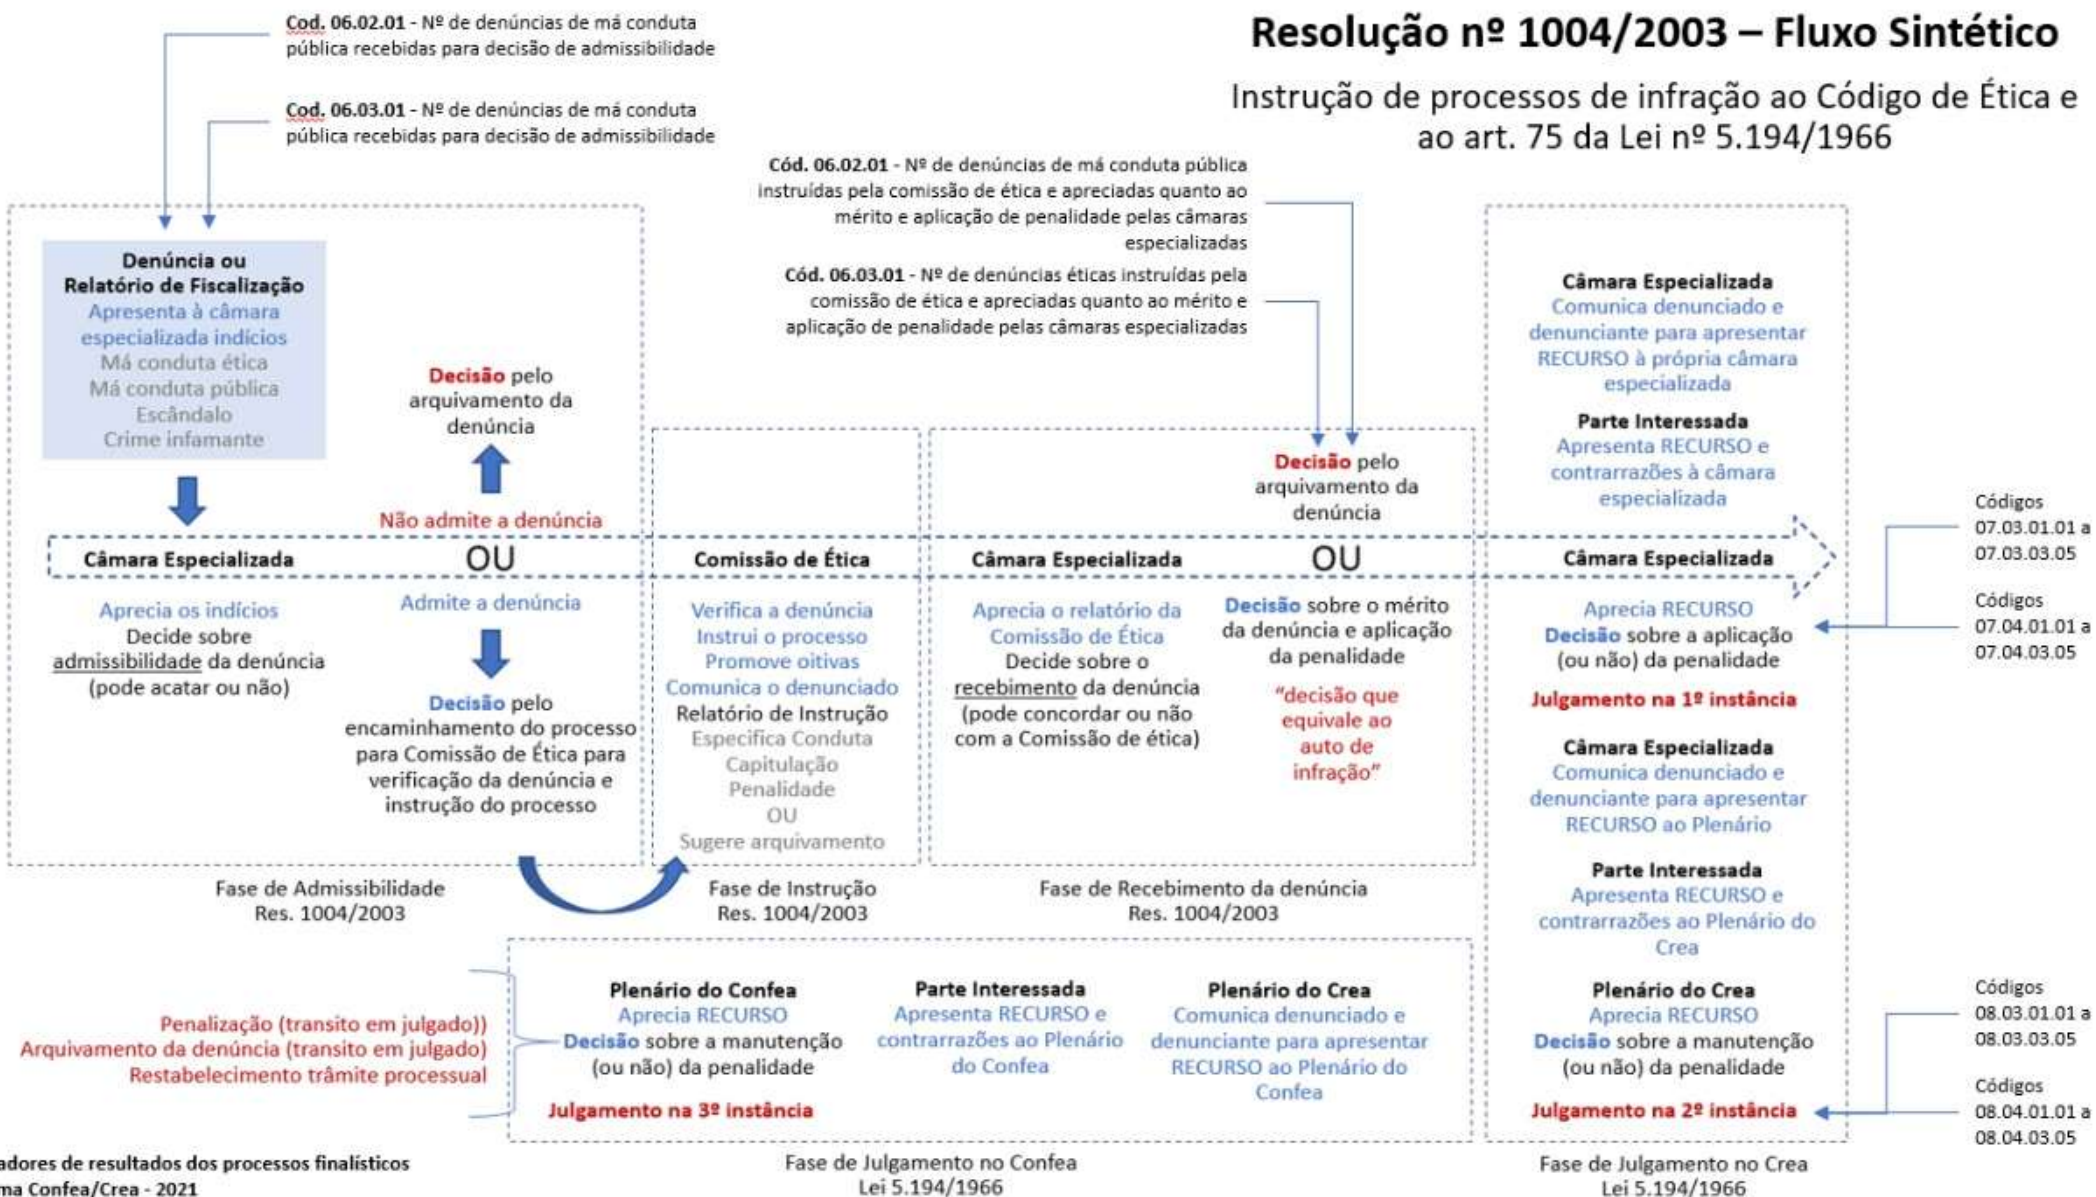 Cod. 06.02.01 - Nº de denúncias de má conduta
pública recebidas para decisão de admissibilidade
Cod. 06.03.01 - Nº de denúncias de má conduta
pública recebidas para decisão de admissibilidade
Resolução nº 1004/2003 – Fluxo Sintético
Instrução de processos de infração ao Código de Ética e
ao art. 75 da Lei nº 5.194/1966
Cód. 06.02.01 - Nº de denúncias de má conduta pública
instruídas pela comissão de ética e apreciadas quanto ao
mérito e aplicação de penalidade pelas câmaras
especializadas
Cód. 06.03.01 - Nº de denúncias éticas instruídas pela
comissão de ética e apreciadas quanto ao mérito e
aplicação de penalidade pelas câmaras especializadas
Denúncia ou
Relatório de Fiscalização
Apresenta à câmara
especializada indícios
Má conduta ética
Má conduta pública
Escândalo
Crime infamante
Câmara Especializada
Aprecia os indícios
Decide sobre
admissibilidade da denúncia
(pode acatar ou não)
Decisão pelo
arquivamento da
denúncia
Não admite a denúncia
OU
Admite a denúncia
Decisão pelo
encaminhamento do processo
para Comissão de Ética para
verificação da denúncia e
instrução do processo
Fase de Admissibilidade
Res. 1004/2003
Comissão de Ética
Verifica a denúncia
Instrui o processo
Promove oitivas
Comunica o denunciado
Relatório de Instrução
Especifica Conduta
Capitulação
Penalidade
OU
Sugere arquivamento
Fase de Instrução
Res. 1004/2003
Câmara Especializada
Aprecia o relatório da
Comissão de Ética
Decide sobre o
recebimento da denúncia
(pode concordar ou não
com a Comissão de ética)
Decisão pelo
arquivamento da
denúncia
OU
Decisão sobre o mérito
da denúncia e aplicação
da penalidade
“decisão que
equivale ao
auto de
infração”
Fase de Recebimento da denúncia
Res. 1004/2003
Câmara Especializada
Comunica denunciado e
denunciante para apresentar
RECURSO à própria câmara
especializada
Parte Interessada
Apresenta RECURSO e
contrarrazões à câmara
especializada
Câmara Especializada
Aprecia RECURSO
Decisão sobre a aplicação
(ou não) da penalidade
Julgamento na 1º instância
Câmara Especializada
Comunica denunciado e
denunciante para apresentar
RECURSO ao Plenário
Parte Interessada
Apresenta RECURSO e
contrarrazões ao Plenário do
Crea
Plenário do Crea
Aprecia RECURSO
Decisão sobre a manutenção
(ou não) da penalidade
Julgamento na 2º instância
Fase de Julgamento no Crea
Lei 5.194/1966
Códigos
07.03.01.01 a
07.03.03.05
Códigos
07.04.01.01 a
07.04.03.05
Códigos
08.03.01.01 a
08.03.03.05
Códigos
08.04.01.01 a
08.04.03.05
Plenário do Crea
Comunica denunciado e
denunciante para apresentar
RECURSO ao Plenário do
Confea
Parte Interessada
Apresenta RECURSO e
contrarrazões ao Plenário
do Confea
Plenário do Confea
Aprecia RECURSO
Decisão sobre a manutenção
(ou não) da penalidade
Julgamento na 3º instância
Fase de Julgamento no Confea
Lei 5.194/1966
Penalização (transito em julgado))
Arquivamento da denúncia (transito em julgado)
Restabelecimento trâmite processual
adores de resultados dos processos finalísticos
ma Confea/Crea - 2021